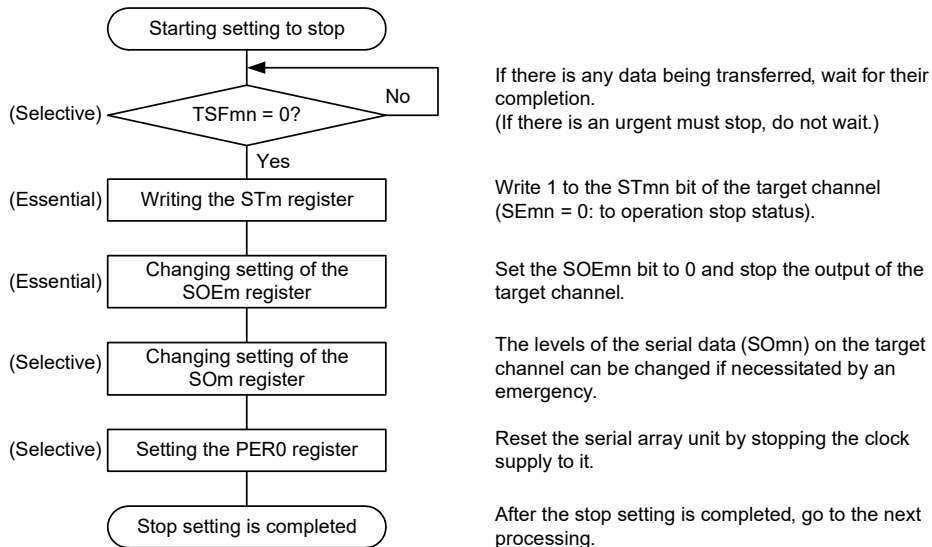 Starting setting to stop
If there is any data being transferred, wait for their
completion.
(If there is an urgent must stop, do not wait.)
(Selective)
TSFmn = 0?
No
Yes
(Essential)
Writing the STm register
Write 1 to the STmn bit of the target channel
(SEmn = 0: to operation stop status).
(Essential)
Changing setting of the
SOEm register
Set the SOEmn bit to 0 and stop the output of the
target channel.
(Selective)
Changing setting of the
SOm register
The levels of the serial data (SOmn) on the target
channel can be changed if necessitated by an
emergency.
(Selective)
Setting the PER0 register
Reset the serial array unit by stopping the clock
supply to it.
Stop setting is completed
After the stop setting is completed, go to the next
processing.